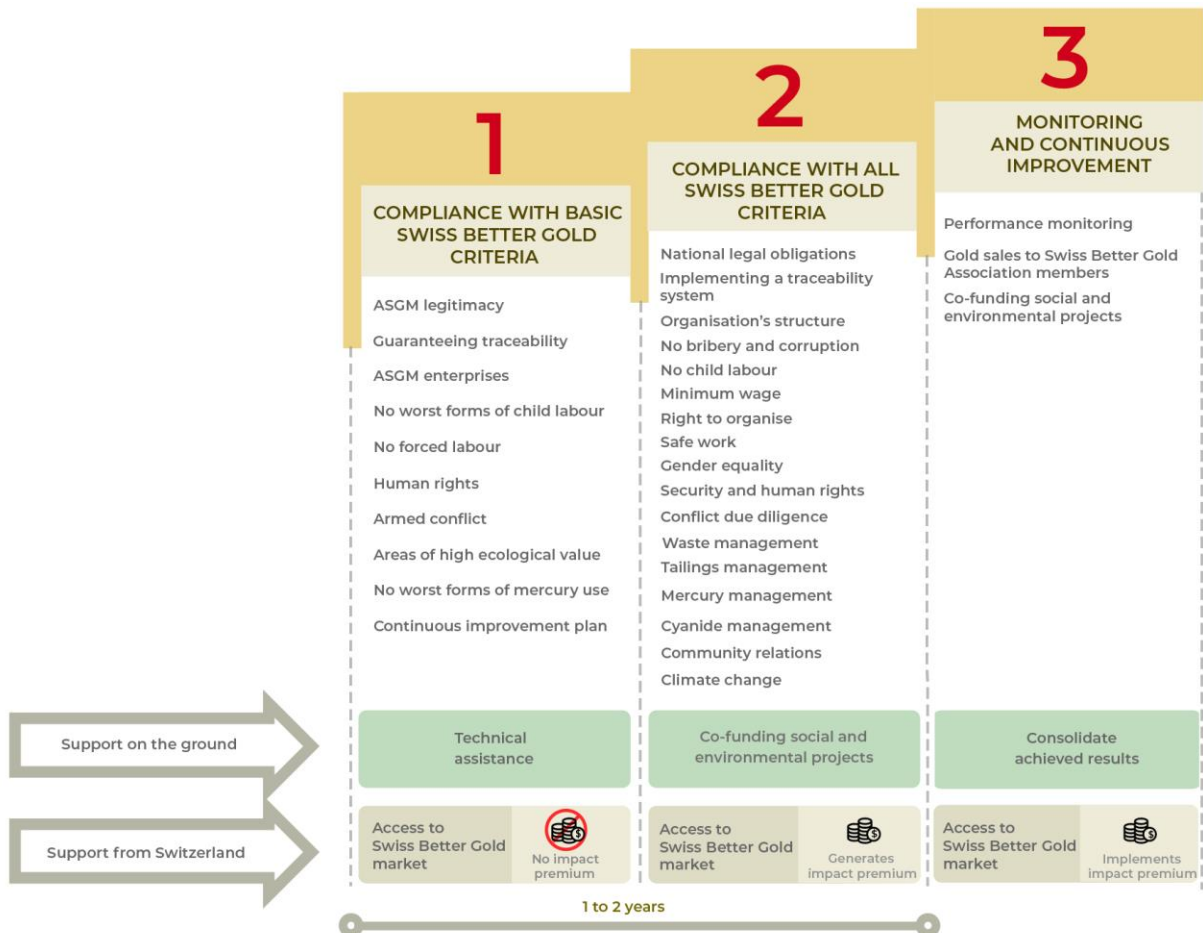 1
COMPLIANCE WITH BASIC
SWISS BETTER GOLD
CRITERIA
ASGM legitimacy
Guaranteeing traceability
ASGM enterprises
No worst forms of child labour
No forced labour
Human rights
Armed conflict
Areas of high ecological value
No worst forms of mercury use
Continuous improvement plan
2
COMPLIANCE WITH ALL
SWISS BETTER GOLD
CRITERIA
National legal obligations
Implementing a traceability
system
Organisation's structure
No bribery and corruption
No child labour
Minimum wage
Right to organise
Safe work
Gender equality
Security and human rights
Conflict due diligence
Waste management
Tailings management
Mercury management
Cyanide management
Community relations
Climate change
3
MONITORING
AND CONTINUOUS
IMPROVEMENT
Performance monitoring
Gold sales to Swiss Better Gold
Association members
Co-funding social and
environmental projects
Support on the ground
Technical
assistance
Co-funding social and
environmental projects
Consolidate
achieved results
Support from Switzerland
Access to
Swiss Better Gold
market
$
No impact
premium
Access to
Swiss Better Gold
market
$
Generates
impact premium
Access to
Swiss Better Gold
market
$
Implements
impact premium
1 to 2 years